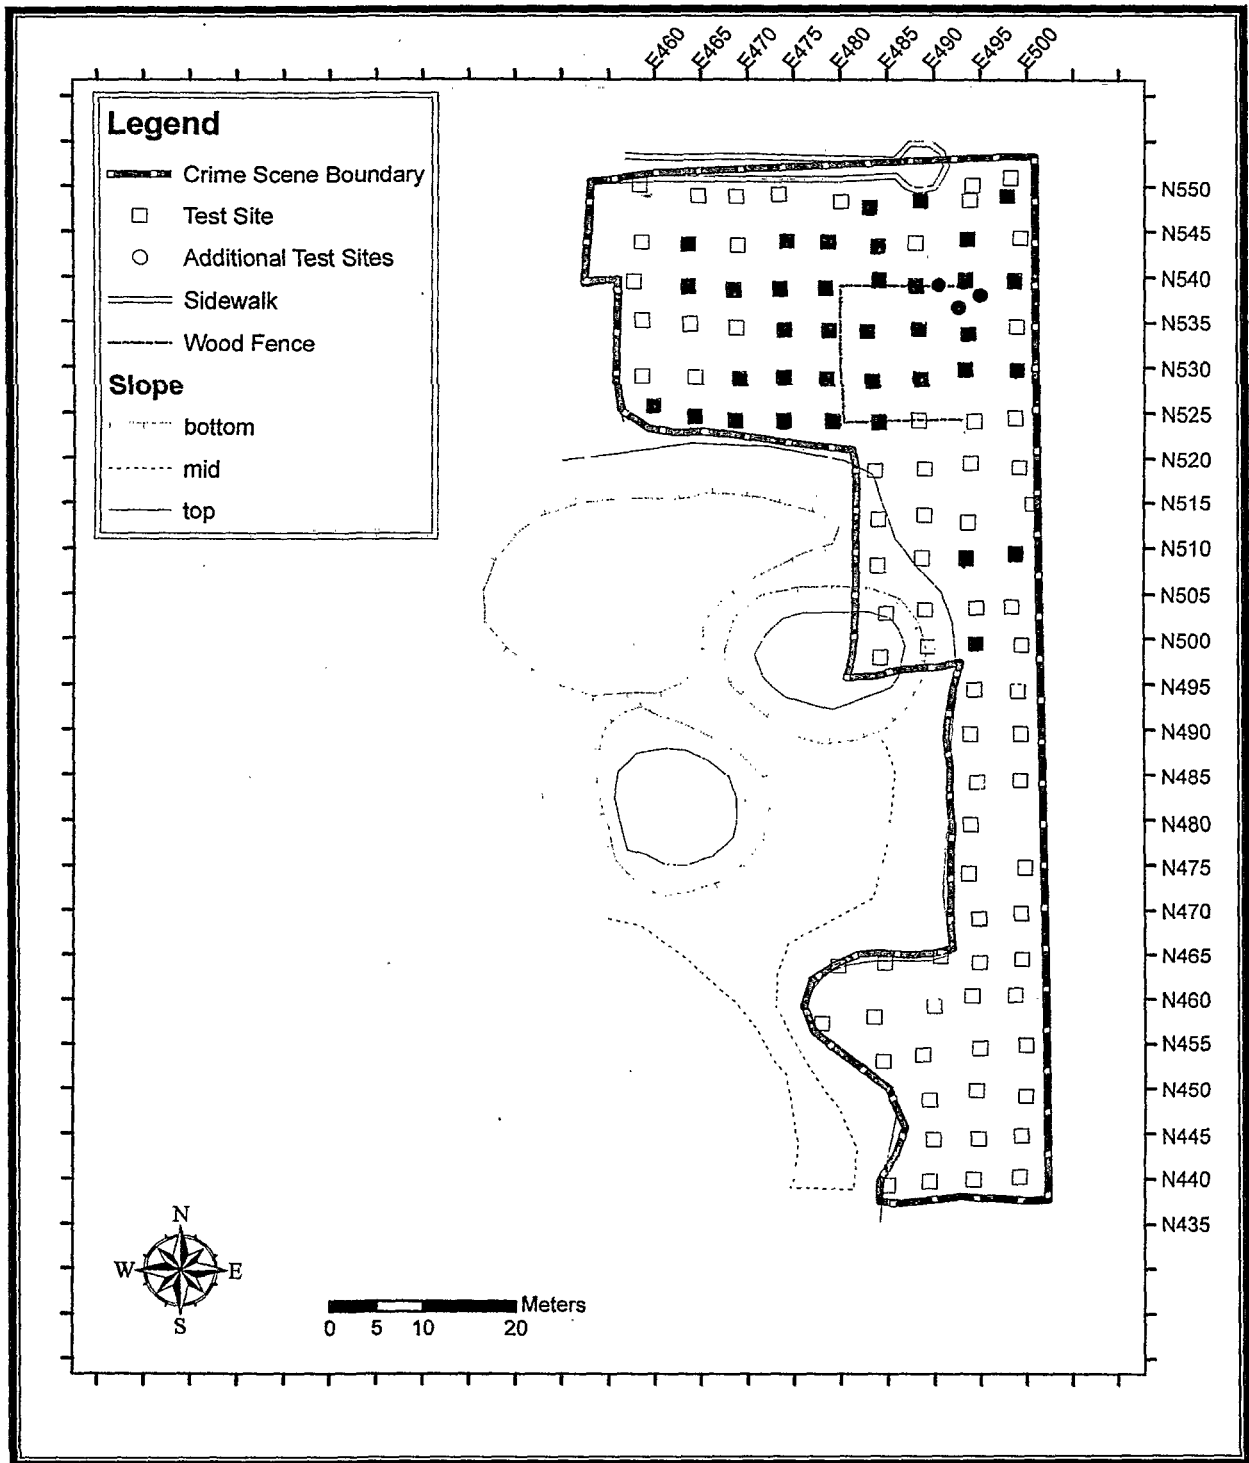 E460 E465 E470 E475 E480 E485 E490 E495 E500
Legend
Crime Scene Boundary
Test Site
Additional Test Sites
Sidewalk
Wood Fence
Slope
bottom
mid
top
N550
N545
N540
N535
N530
N525
N520
N515
N510
N505
N500
N495
N490
N485
N480
N475
N470
N465
N460
N455
N450
N445
N440
N435
N
W E
S
Meters
0 5 10 20